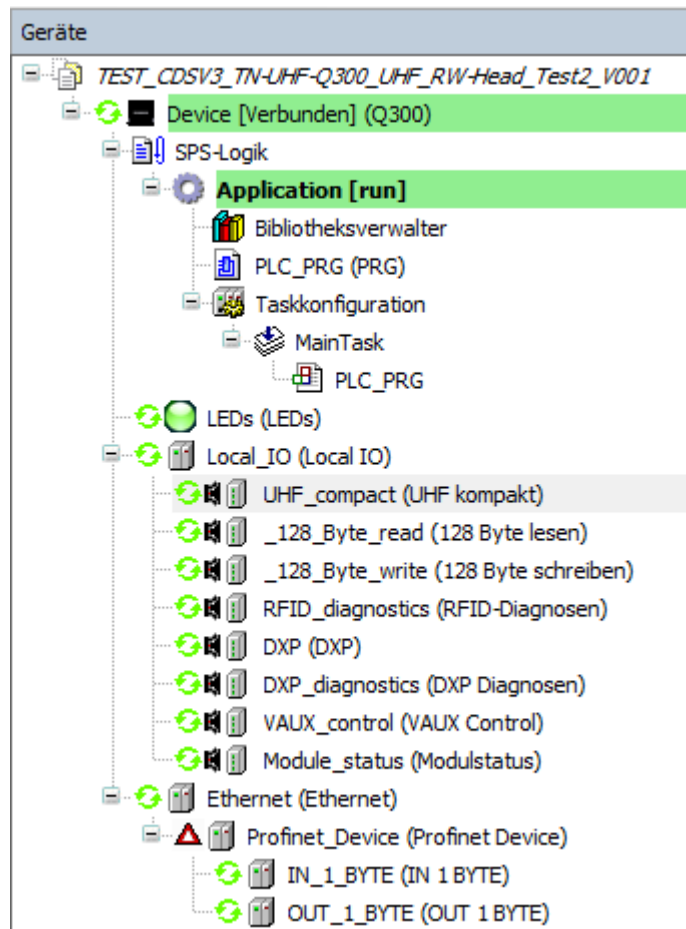 Geräte
TEST_CDSV3_TN-UHF-Q300_UHF_RW-Head_Test2_V001
Device [Verbunden] (Q300)
SPS-Logik
Application [run]
Bibliotheksverwalter
PLC_PRG (PRG)
Taskkonfiguration
MainTask
PLC_PRG
LEDs (LEDs)
Local_IO (Local IO)
UHF_compact (UHF kompakt)
_128_Byte_read (128 Byte lesen)
_128_Byte_write (128 Byte schreiben)
RFID_diagnostics (RFID-Diagnosen)
DXP (DXP)
DXP_diagnostics (DXP Diagnosen)
VAUX_control (VAUX Control)
Module_status (Modulstatus)
Ethernet (Ethernet)
Profinet_Device (Profinet Device)
IN_1_BYTE (IN 1 BYTE)
OUT_1_BYTE (OUT 1 BYTE)